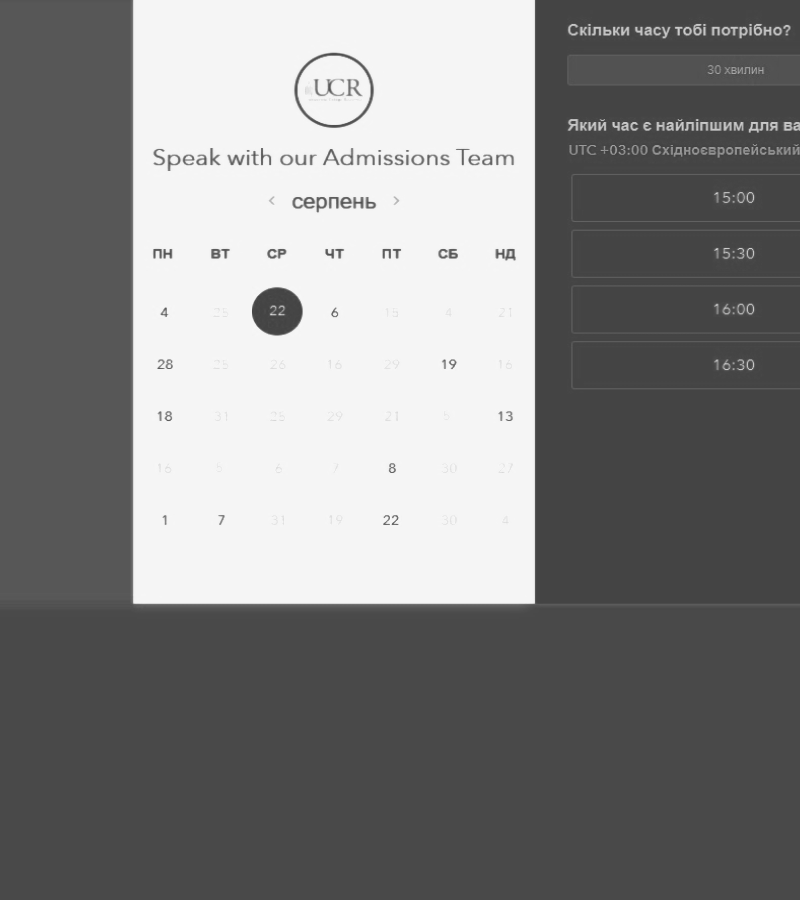 UCR
Speak with our Admissions Team
< серпень >
ПН ВТ СР ЧТ ПТ СБ НД
4 25 22 6 15 4 21
28 25 26 16 29 19 16
18 31 28 29 21 5 13
16 5 6 7 8 30 27
1 7 31 19 22 30 4
Скільки часу тобі потрібно?
30 хвилин
Який час є найліпшим для ва
UTC +03:00 Східноєвропейський
15:00
15:30
16:00
16:30